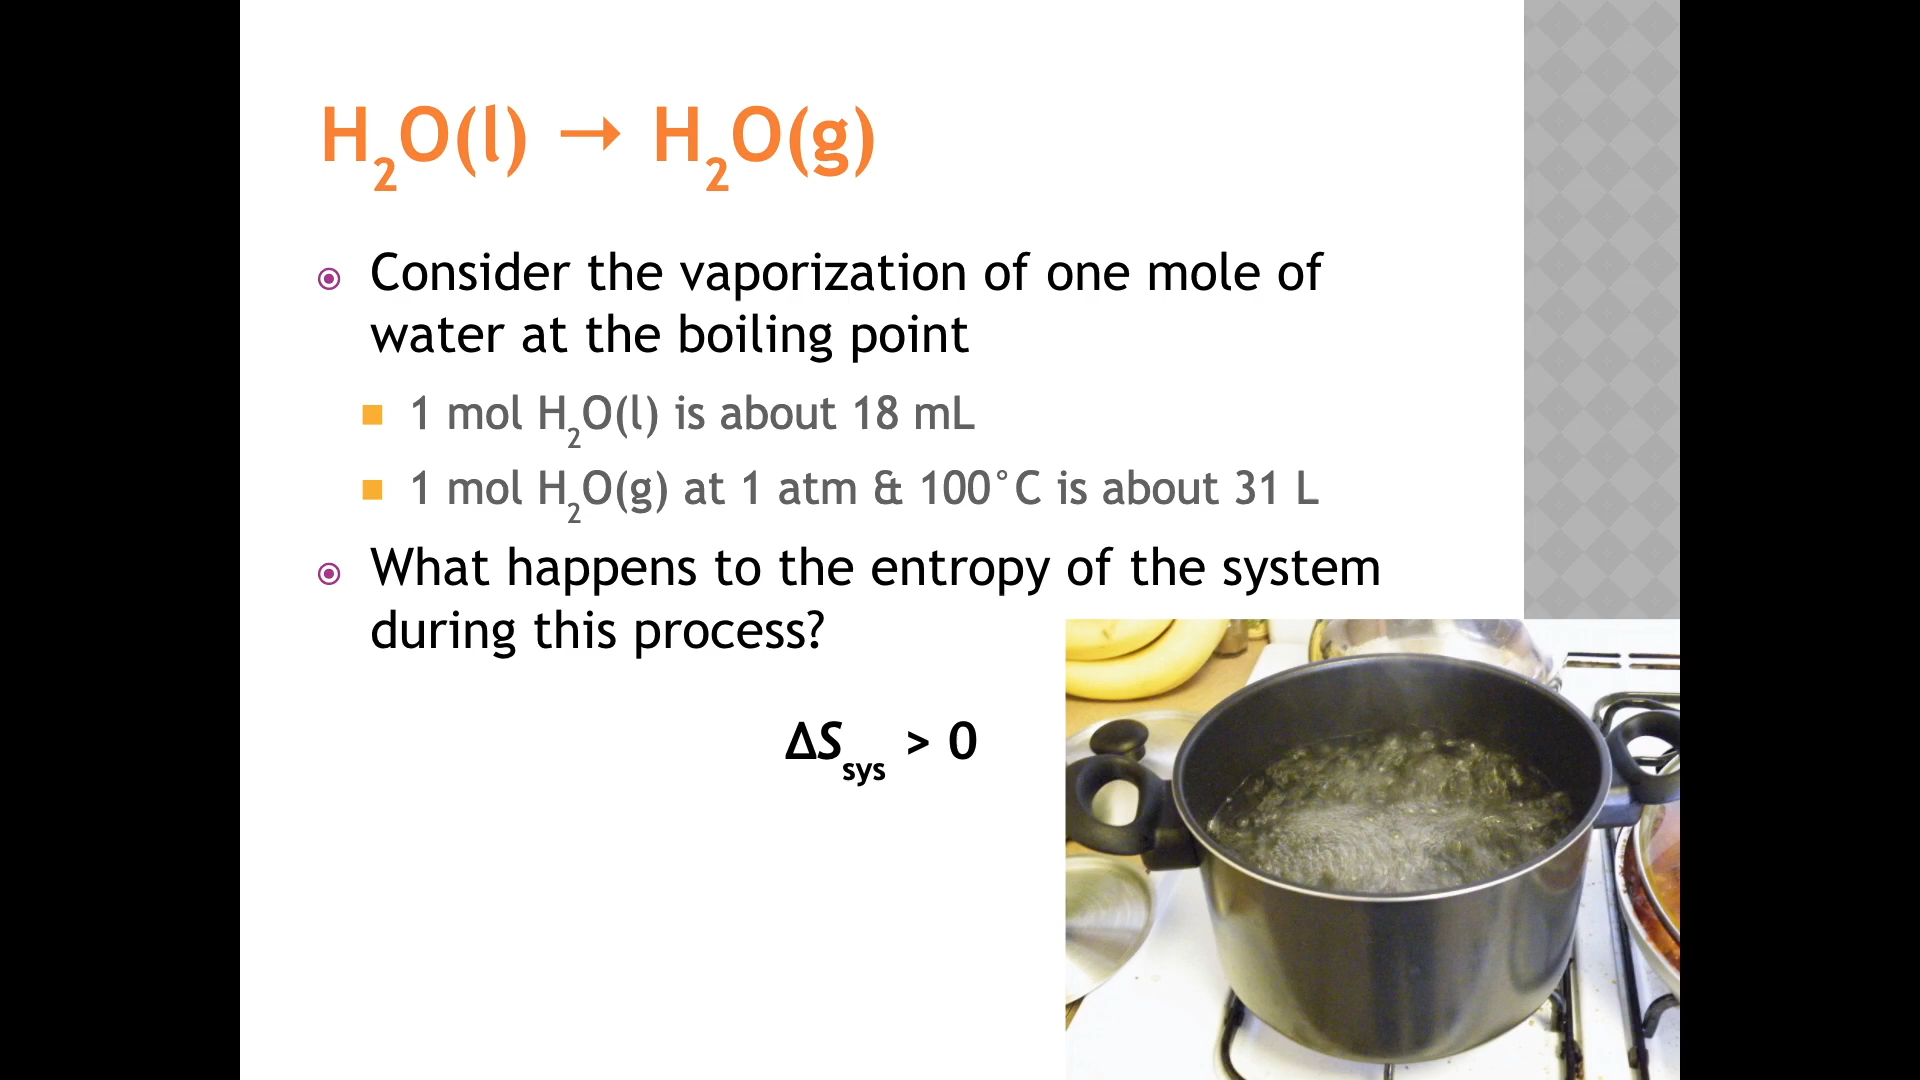 H₂O(l) → H₂O(g)
Consider the vaporization of one mole of
water at the boiling point
1 mol H₂O(l) is about 18 mL
1 mol H₂O(g) at 1 atm & 100°C is about 31 L
What happens to the entropy of the system
during this process?
ΔS_sys > 0